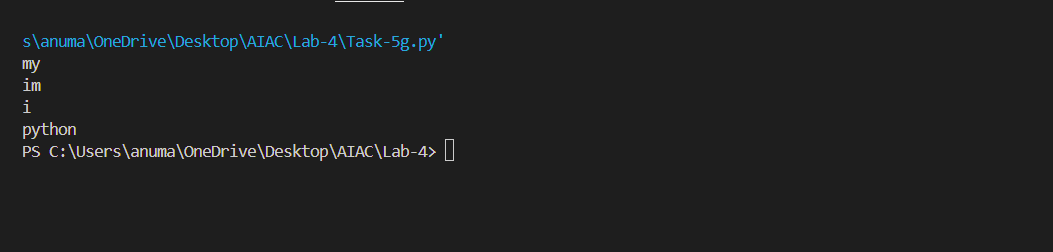 s\anuma\OneDrive\Desktop\AIAC\Lab-4\Task-5g.py'
my
im
i
python
PS C:\Users\anuma\OneDrive\Desktop\AIAC\Lab-4>